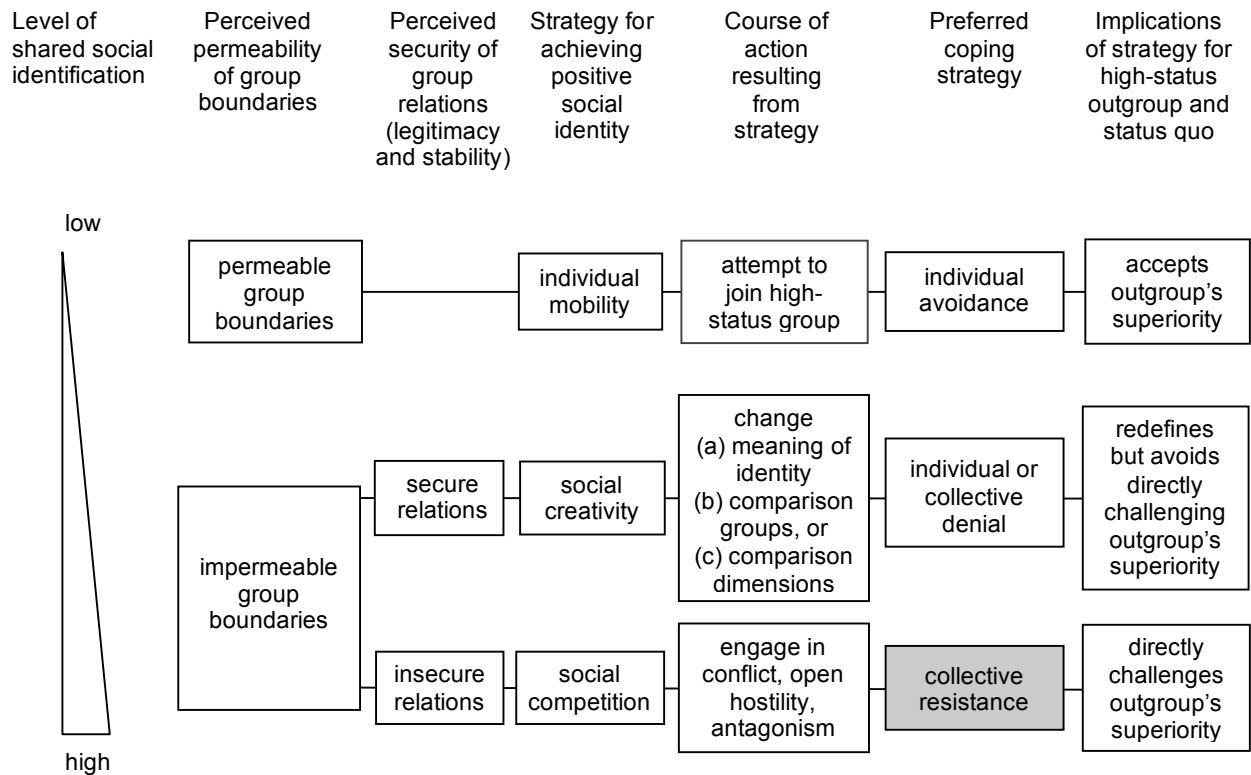 Level of
shared social
identification
Perceived
permeability
of group
boundaries
Perceived
security of
group
relations
(legitimacy
and stability)
Strategy for
achieving
positive
social
identity
Course of
action
resulting
from
strategy
Preferred
coping
strategy
Implications
of strategy for
high-status
outgroup and
status quo
low
permeable
group
boundaries
individual
mobility
attempt to
join high-
status group
individual
avoidance
accepts
outgroup’s
superiority
impermeable
group
boundaries
secure
relations
social
creativity
change
(a) meaning of
identity
(b) comparison
groups, or
(c) comparison
dimensions
individual or
collective
denial
redefines
but avoids
directly
challenging
outgroup’s
superiority
insecure
relations
social
competition
engage in
conflict, open
hostility,
antagonism
collective
resistance
directly
challenges
outgroup’s
superiority
high